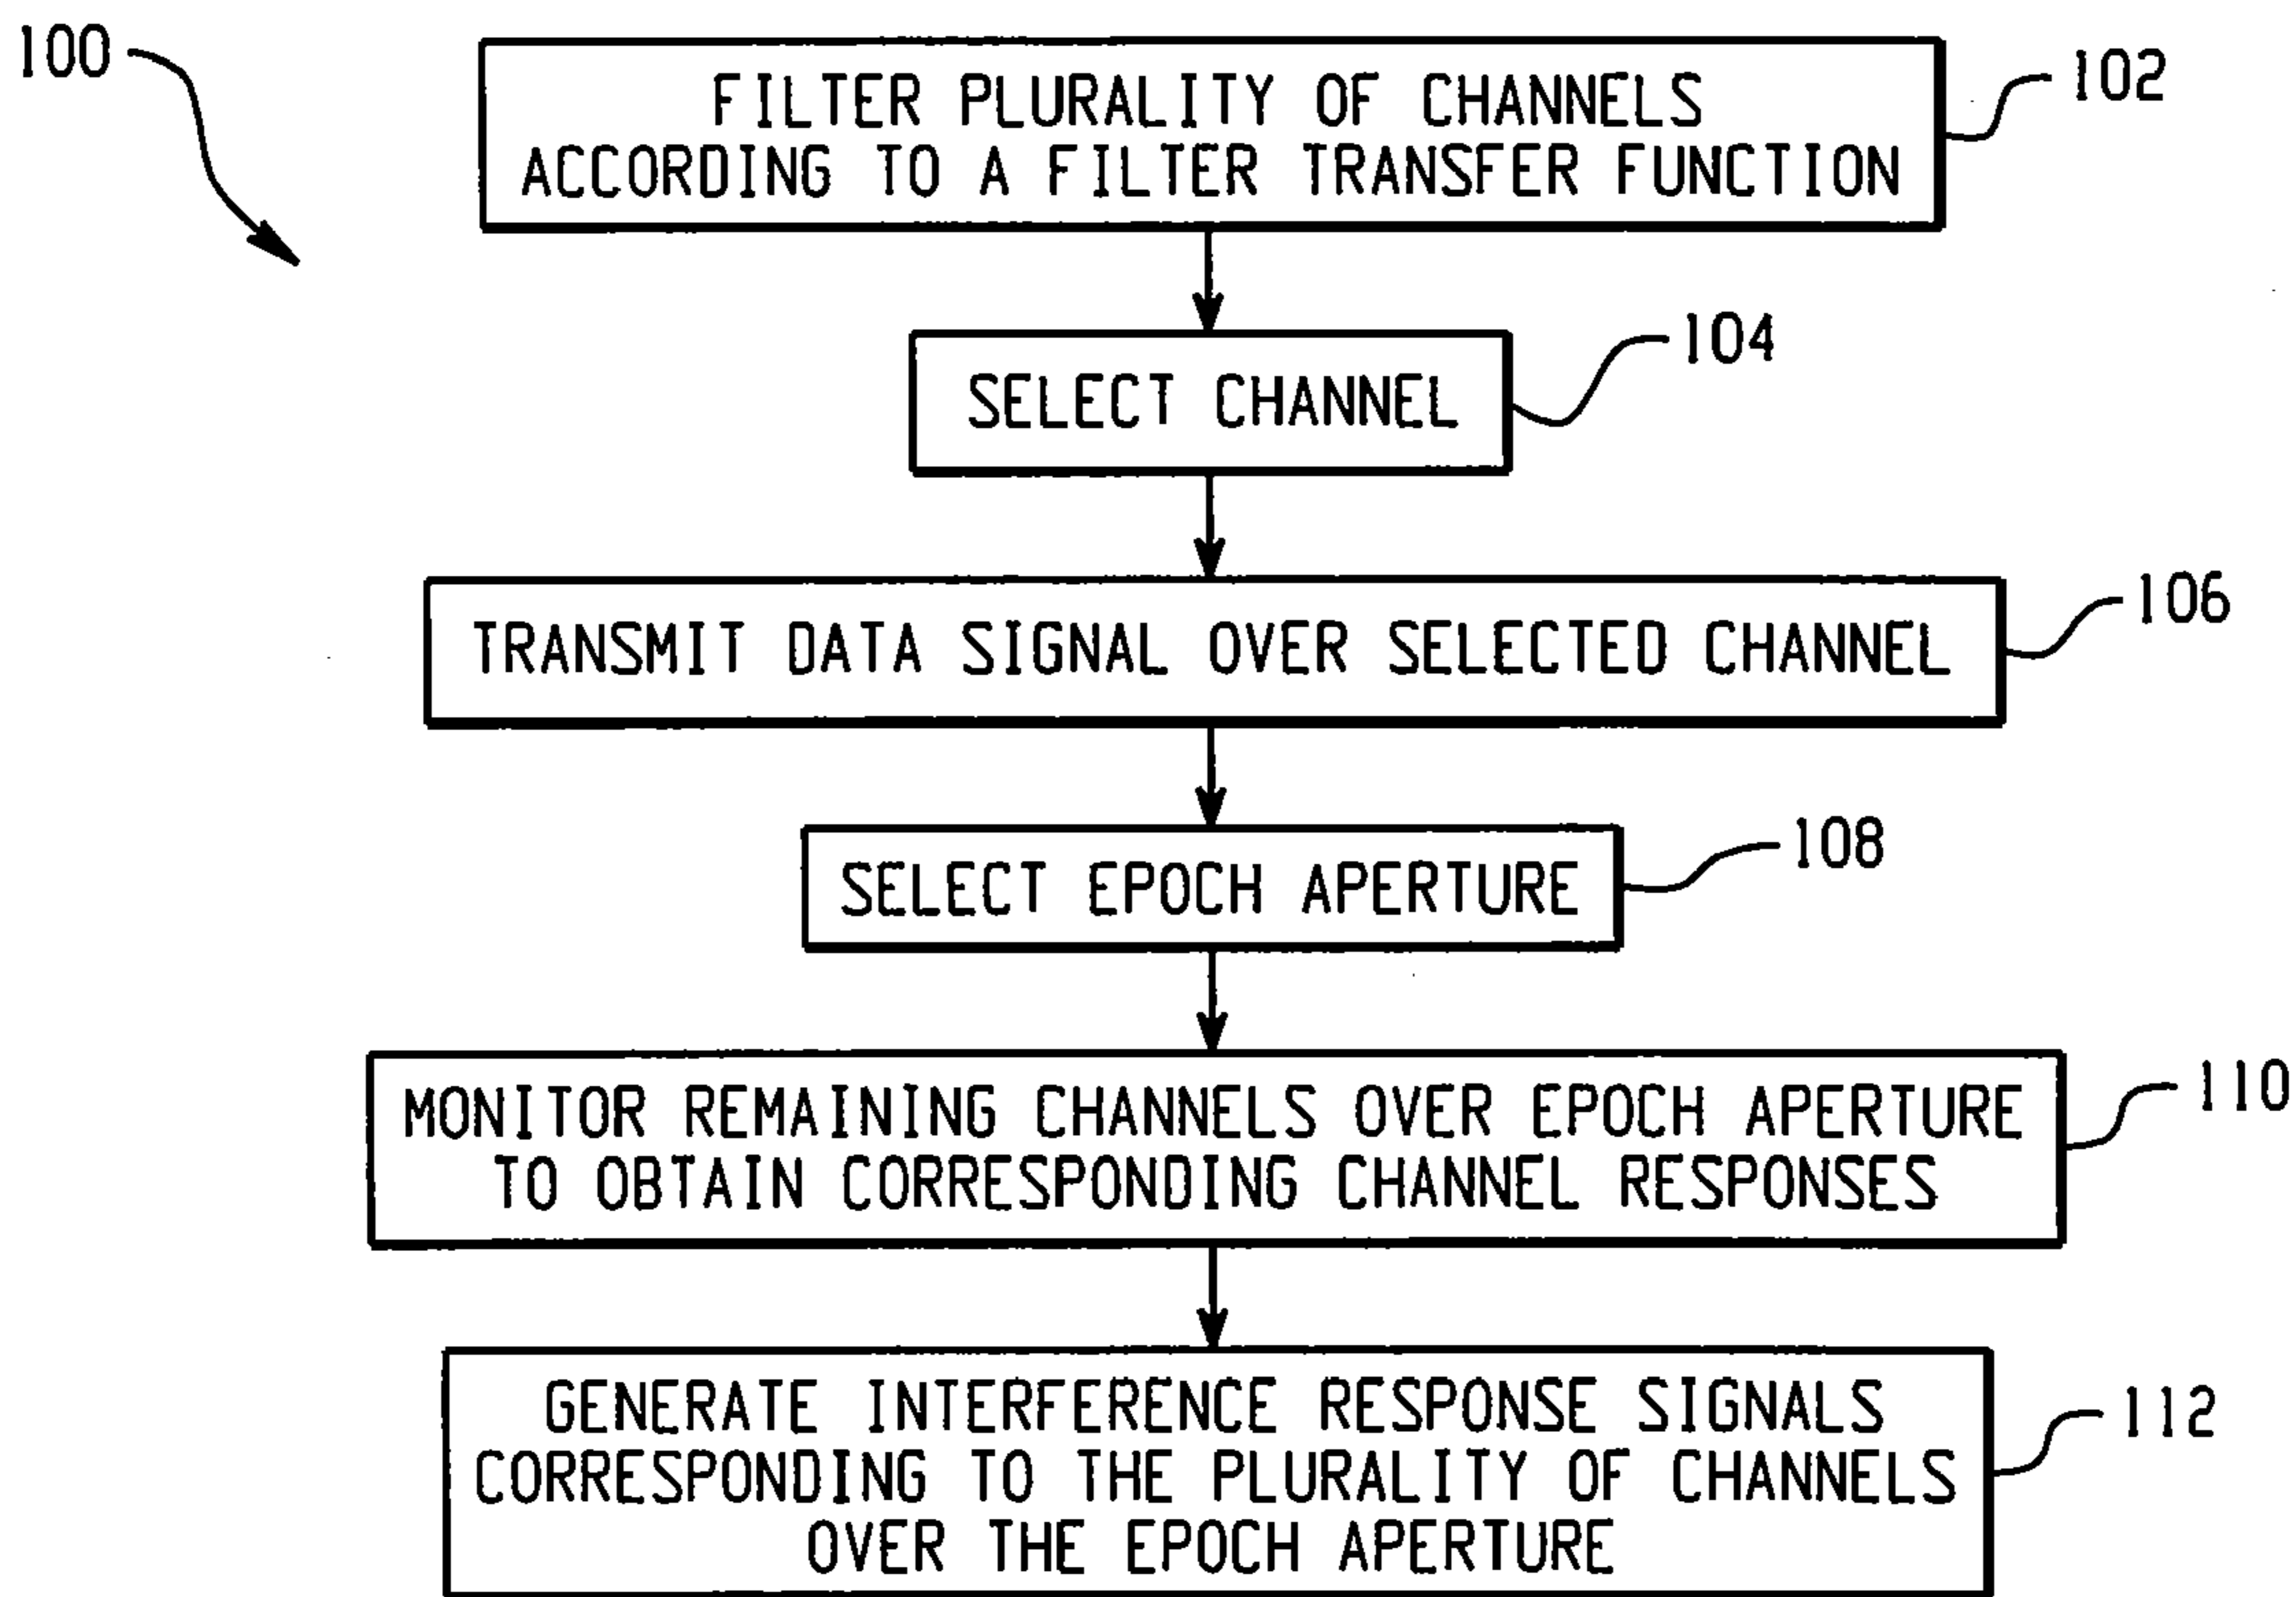 100
FILTER PLURALITY OF CHANNELS
ACCORDING TO A FILTER TRANSFER FUNCTION
102
SELECT CHANNEL
104
TRANSMIT DATA SIGNAL OVER SELECTED CHANNEL
106
SELECT EPOCH APERTURE
108
MONITOR REMAINING CHANNELS OVER EPOCH APERTURE
TO OBTAIN CORRESPONDING CHANNEL RESPONSES
110
GENERATE INTERFERENCE RESPONSE SIGNALS
CORRESPONDING TO THE PLURALITY OF CHANNELS
OVER THE EPOCH APERTURE
112